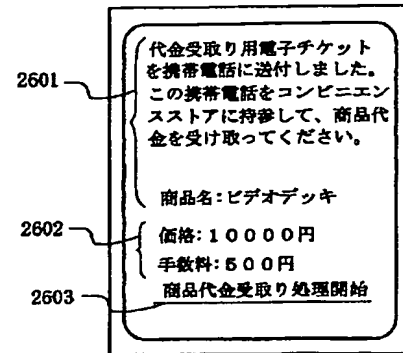 代金受取り用電子チケット
を携帯電話に送付しました。
この携帯電話をコンビニエン
スストアに持参して、商品代
金を受け取ってください。
2601
商品名:ビデオデッキ
2602
価格:10000円
手数料:500円
2603
商品代金受取り処理開始